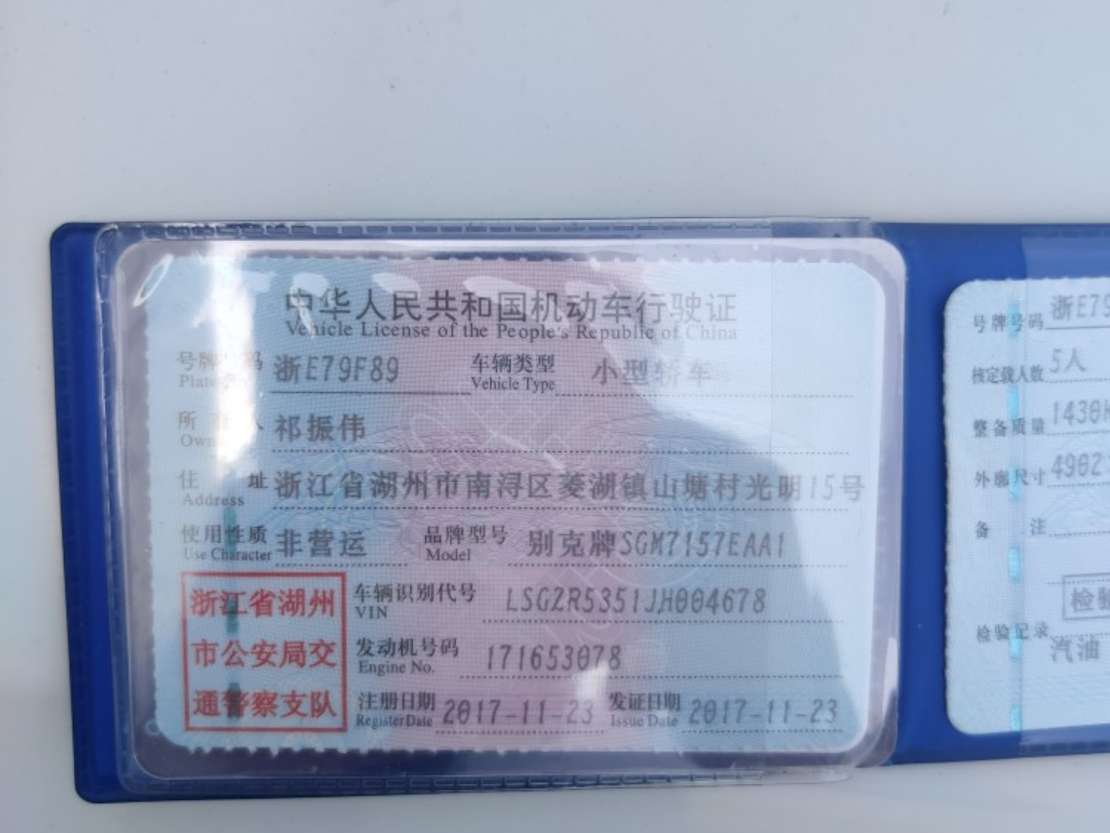 中华人民共和国机动车行驶证
Vehicle License of the People's Republic of China
号牌号码 浙E79F89 车辆类型 小型轿车
Plate Vehicle Type
所 人 祁振伟
Owner
住 址 浙江省湖州市南浔区菱湖镇山塘村光明15号
Address
使用性质 非营运 品牌型号 别克牌SGM7157EAA1
Use Character Model
浙江省湖州
市公安局交
通警察支队
车辆识别代号 LSGZR5351JH004678
VIN
发动机号码 171653078
Engine No.
注册日期 2017-11-23 发证日期 2017-11-23
Register Date Issue Date
号牌号码 浙E79
核定载人数 5人
整备质量 1430
外廓尺寸 4902
备 注
检验记录
检验
汽油